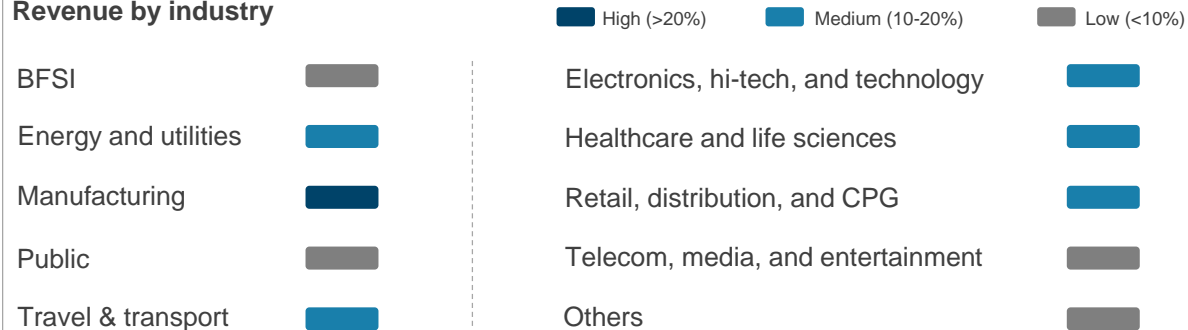 Revenue by industry
High (>20%)
Medium (10-20%)
Low (<10%)
BFSI
Energy and utilities
Manufacturing
Public
Travel & transport
Electronics, hi-tech, and technology
Healthcare and life sciences
Retail, distribution, and CPG
Telecom, media, and entertainment
Others